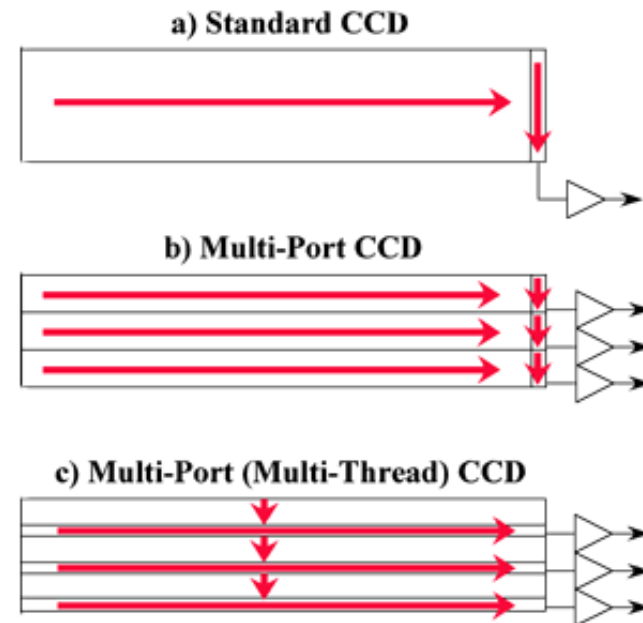 a) Standard CCD
b) Multi-Port CCD
c) Multi-Port (Multi-Thread) CCD